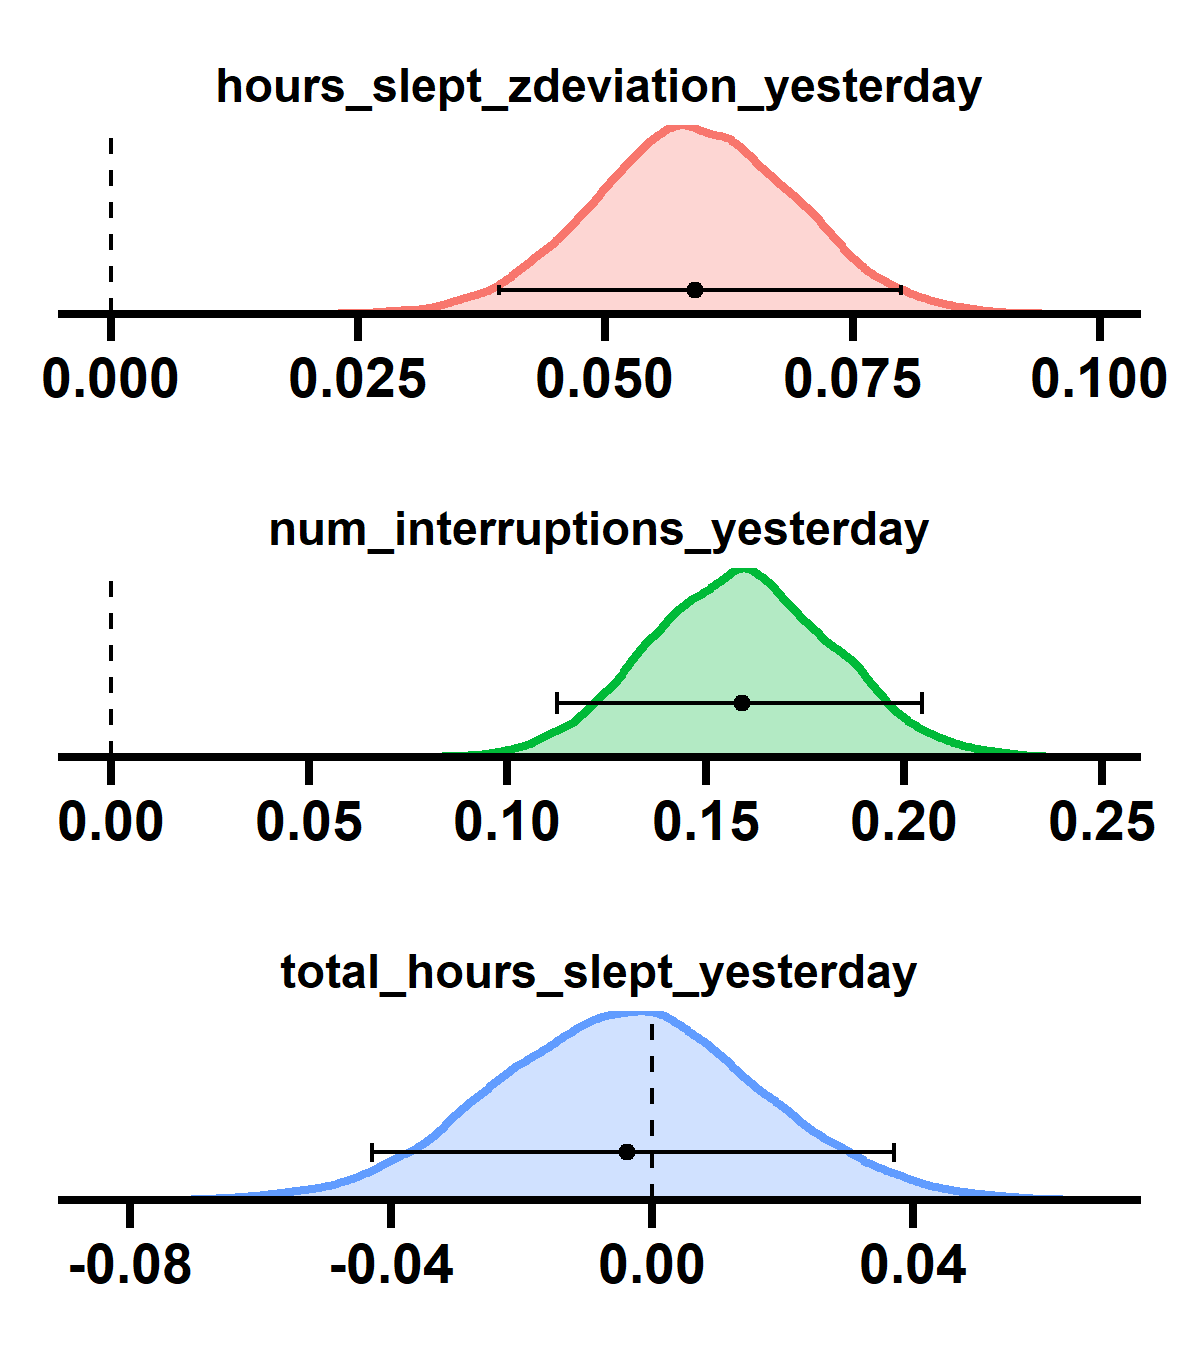 hours_slept_zdeviation_yesterday
0.000 0.025 0.050 0.075 0.100
num_interruptions_yesterday
0.00 0.05 0.10 0.15 0.20 0.25
total_hours_slept_yesterday
-0.08 -0.04 0.00 0.04